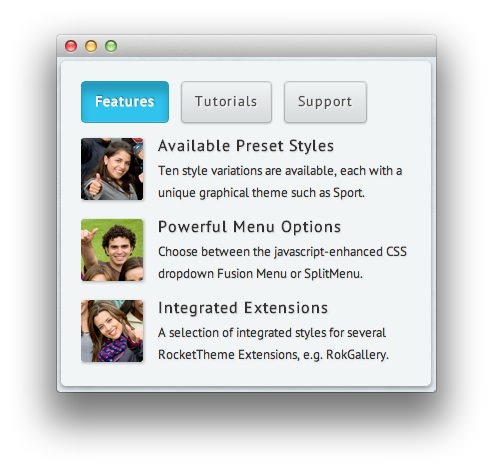 Features Tutorials Support
Available Preset Styles
Ten style variations are available, each with a
unique graphical theme such as Sport.
Powerful Menu Options
Choose between the javascript-enhanced CSS
dropdown Fusion Menu or SplitMenu.
Integrated Extensions
A selection of integrated styles for several
RocketTheme Extensions, e.g. RokGallery.